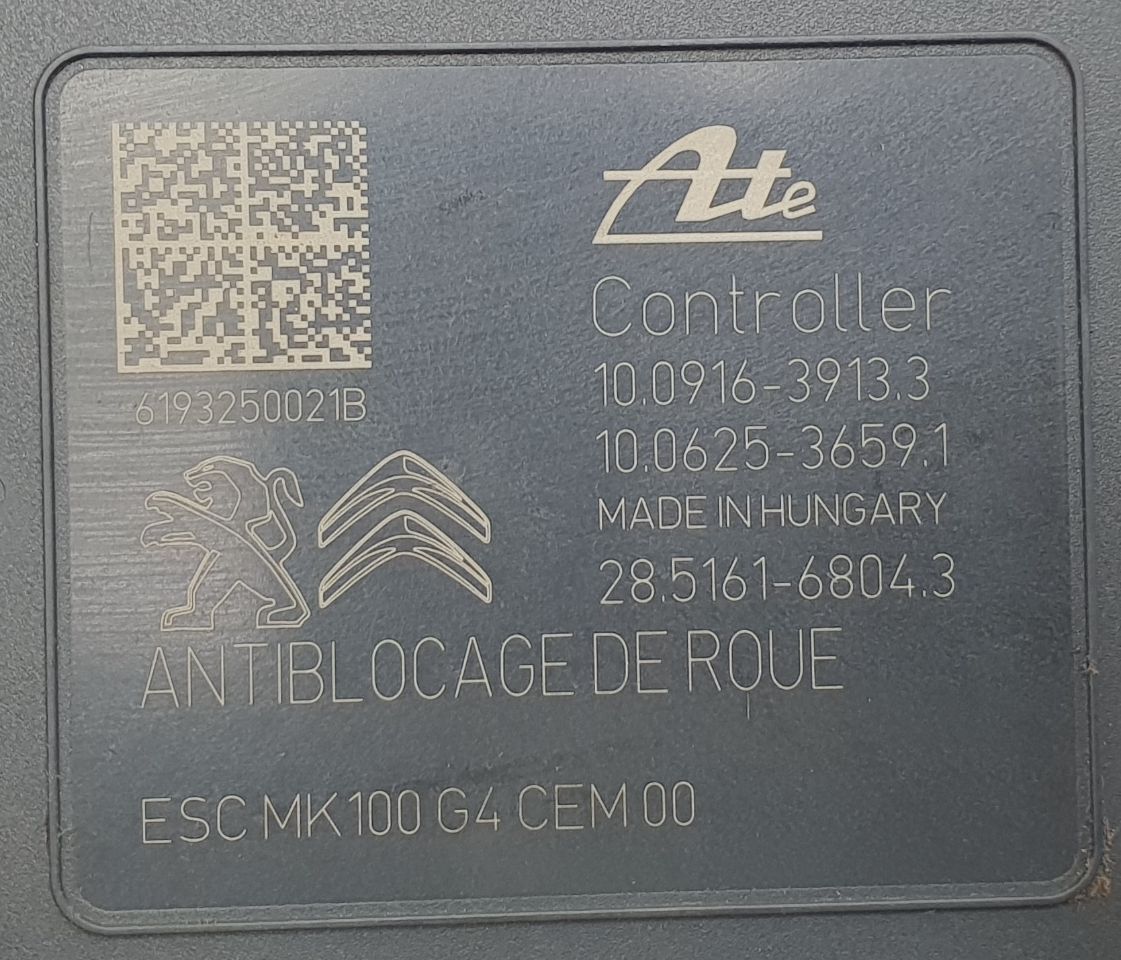 Ate
Controller
10.0916-3913.3
6193250021B
10.0625-3659.1
MADE IN HUNGARY
28.5161-6804.3
ANTIBLOCAGE DE ROUE
ESC MK100 G4 CEM 00